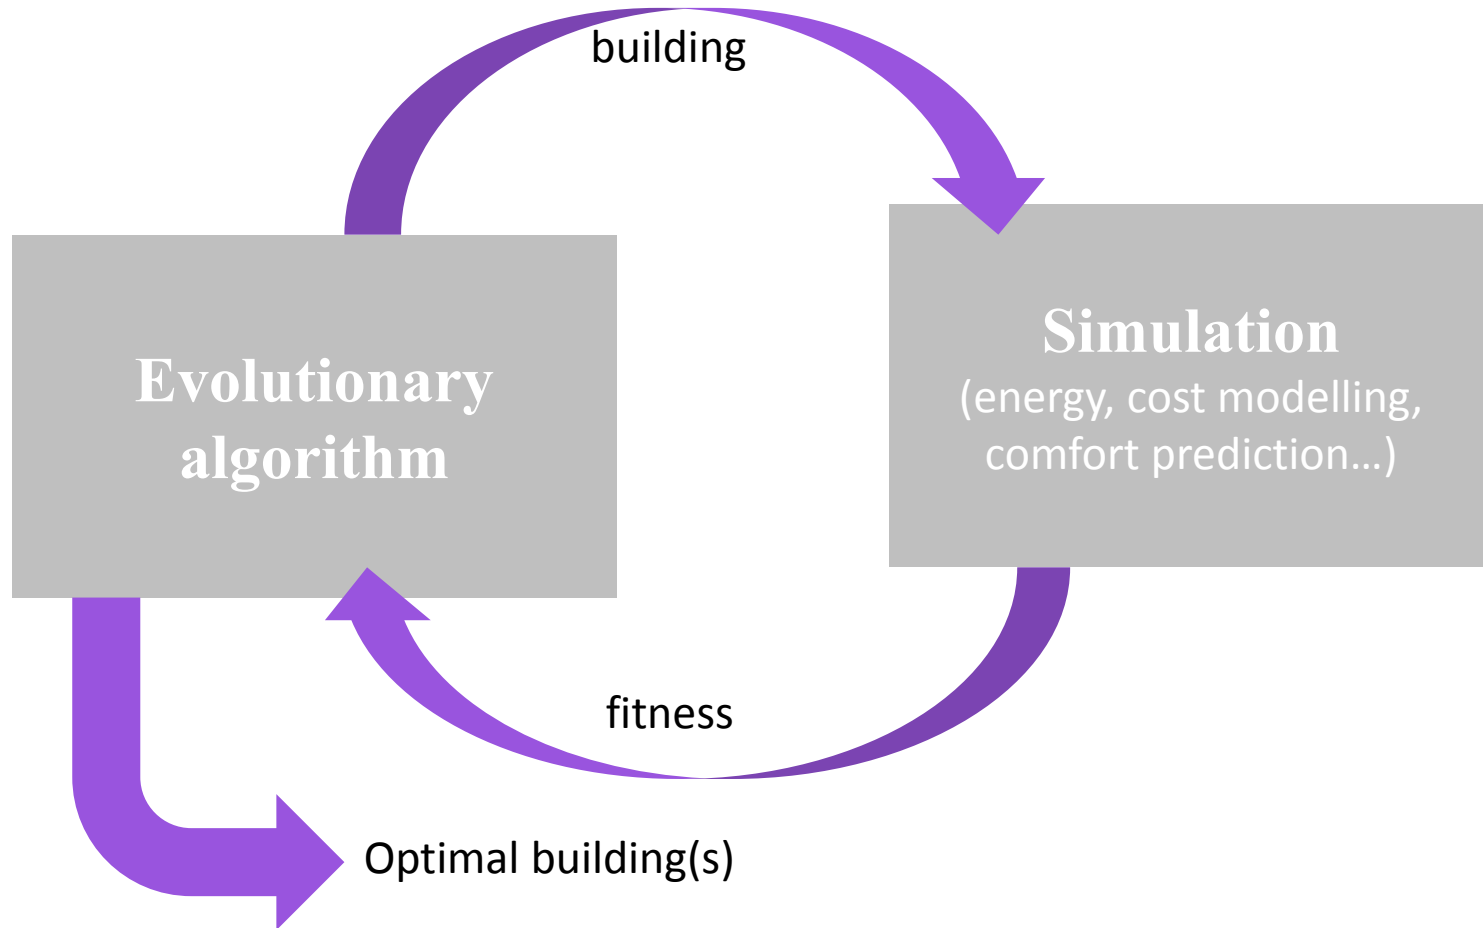 building
Evolutionary
algorithm
Simulation
(energy, cost modelling,
comfort prediction…)
fitness
Optimal building(s)